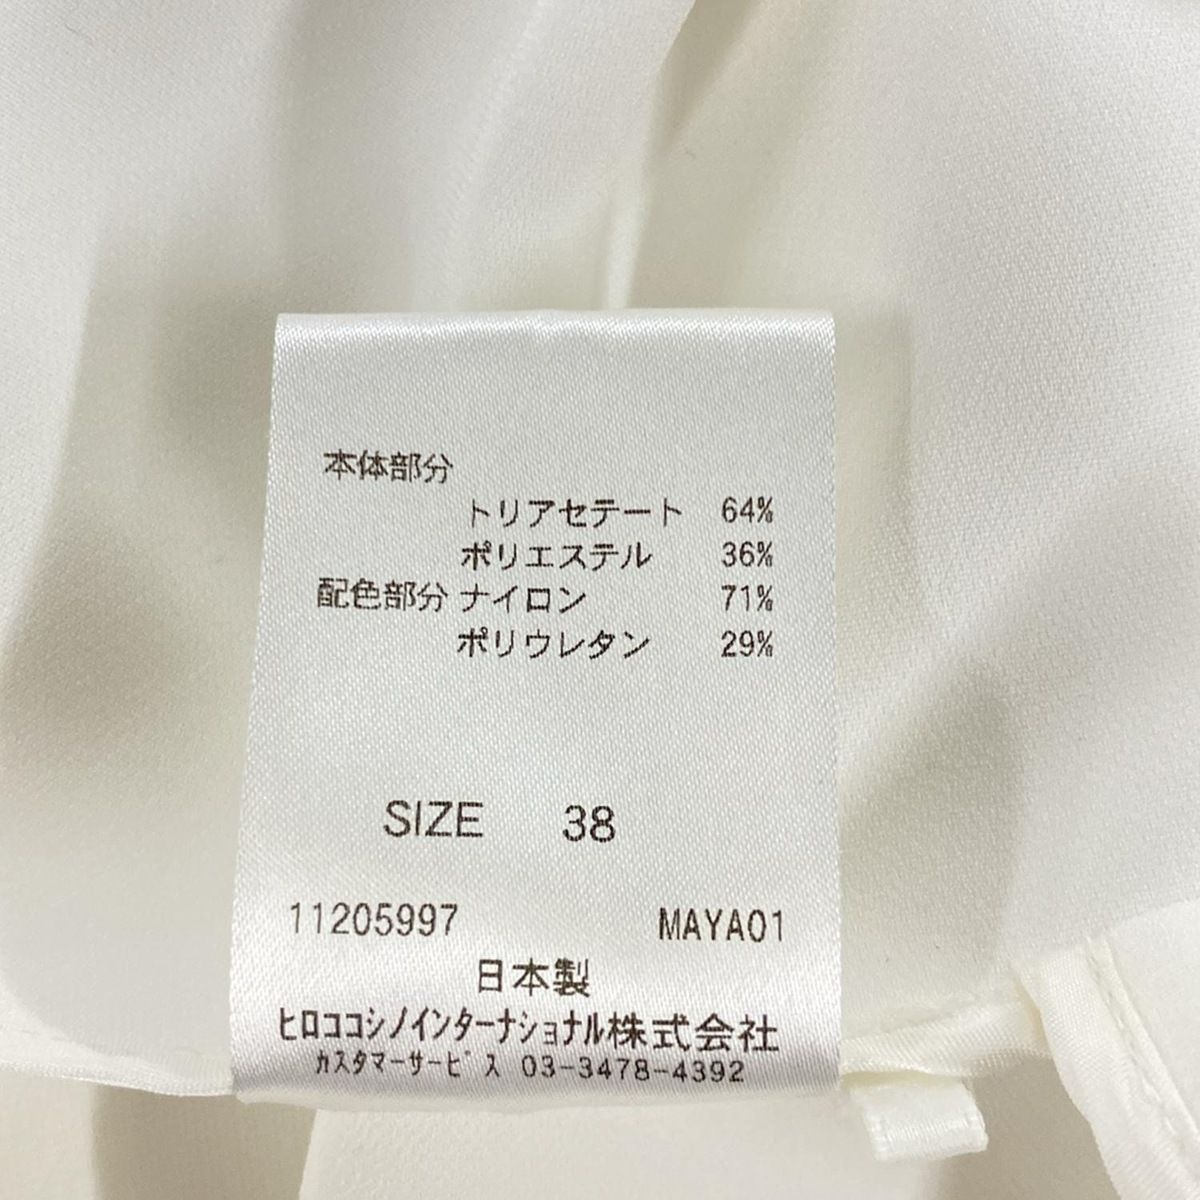 本体部分
トリアセテート 64%
ポリエステル 36%
配色部分 ナイロン 71%
ポリウレタン 29%
SIZE 38
11205997 MAYA01
日本製
ヒロココシノインターナショナル株式会社
カスタマーサービス 03-3478-4392